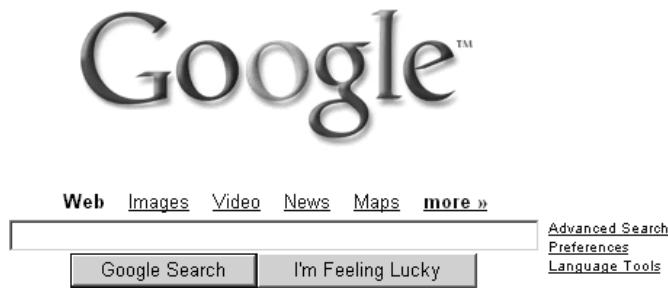 Google™
Web Images Video News Maps more »
Advanced Search
Preferences
Language Tools
Google Search I'm Feeling Lucky